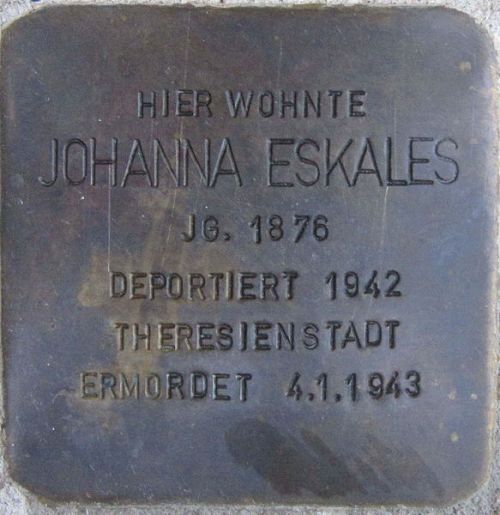 HIER WOHNTE
JOHANNA ESKALES
JG. 1876
DEPORTIERT 1942
THERESIENSTADT
ERMORDET 4.1.1943